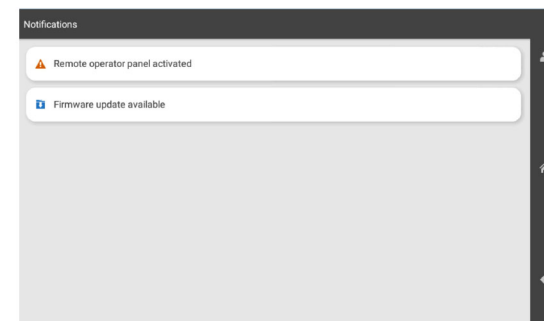 Notifications
Remote operator panel activated
Firmware update available